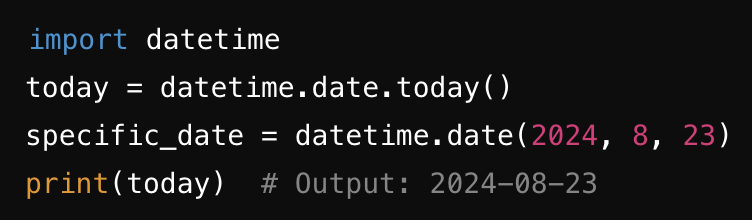 import datetime
today = datetime.date.today()
specific_date = datetime.date(2024, 8, 23)
print(today)  # Output: 2024-08-23